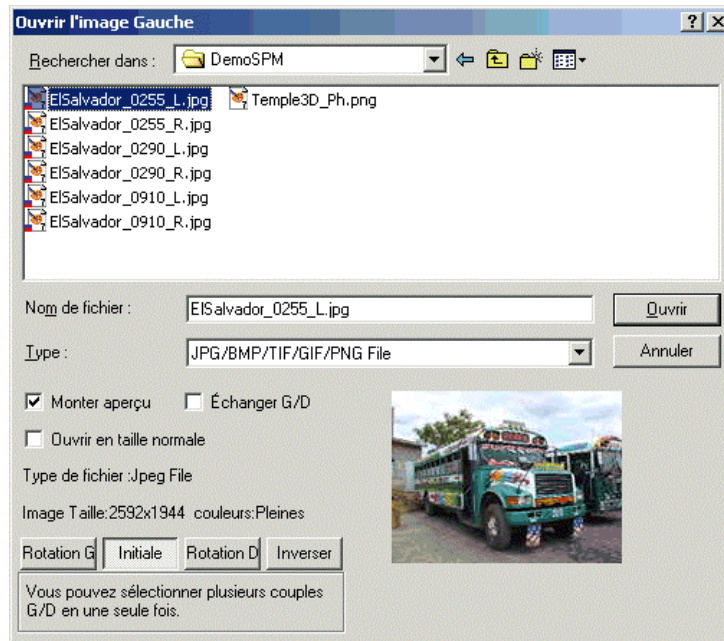 Ouvrir l'image Gauche
Rechercher dans :
DemoSPM
ElSalvador_0255_L.jpg
Temple3D_Ph.png
ElSalvador_0255_R.jpg
ElSalvador_0290_L.jpg
ElSalvador_0290_R.jpg
ElSalvador_0910_L.jpg
ElSalvador_0910_R.jpg
Nom de fichier :
ElSalvador_0255_L.jpg
Ouvrir
Type :
JPG/BMP/TIF/GIF/PNG File
Annuler
Monter aperçu
Échanger G/D
Ouvrir en taille normale
Type de fichier :Jpeg File
Image Taille:2592x1944 couleurs:Pleines
Rotation G
Initiale
Rotation D
Inverser
Vous pouvez sélectionner plusieurs couples
G/D en une seule fois.